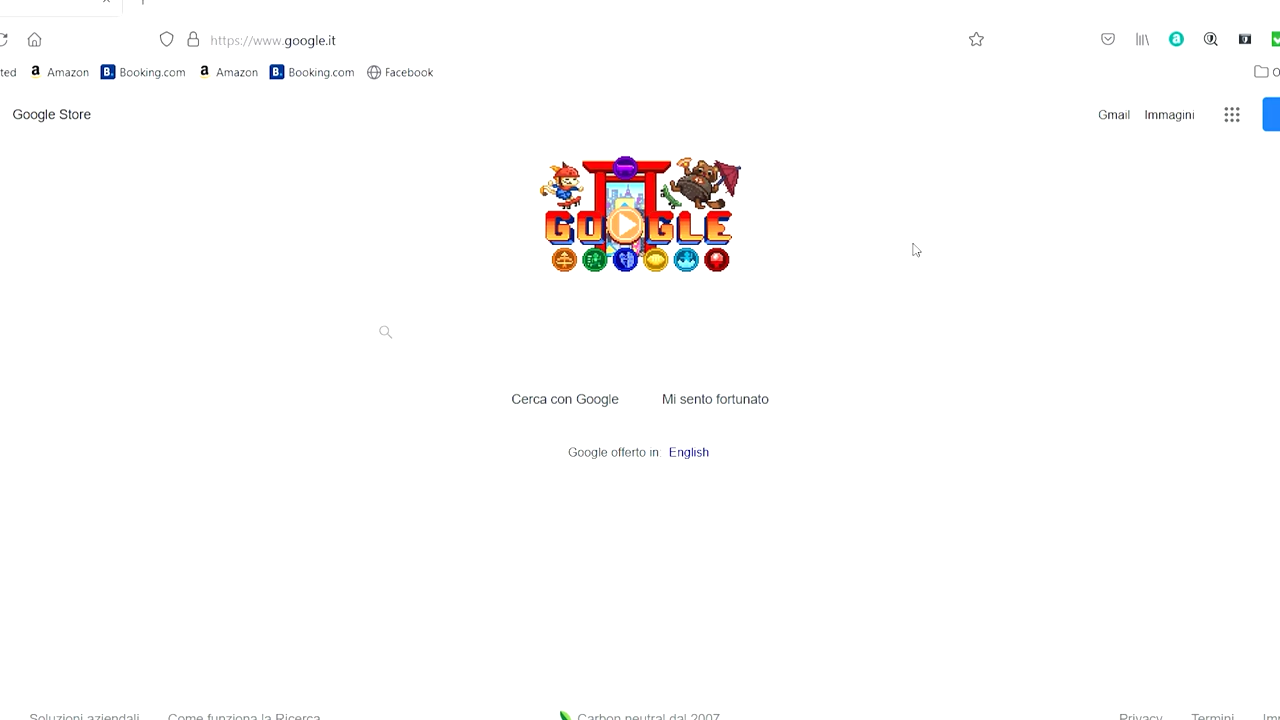 https://www.google.it
ted Amazon Booking.com Amazon Booking.com Facebook
Google Store Gmail Immagini
GOOGLE
Cerca con Google Mi sento fortunato
Google offerto in: English
Soluzioni aziendali Come funziona la Ricerca Carbon neutral dal 2007 Privacy Termini